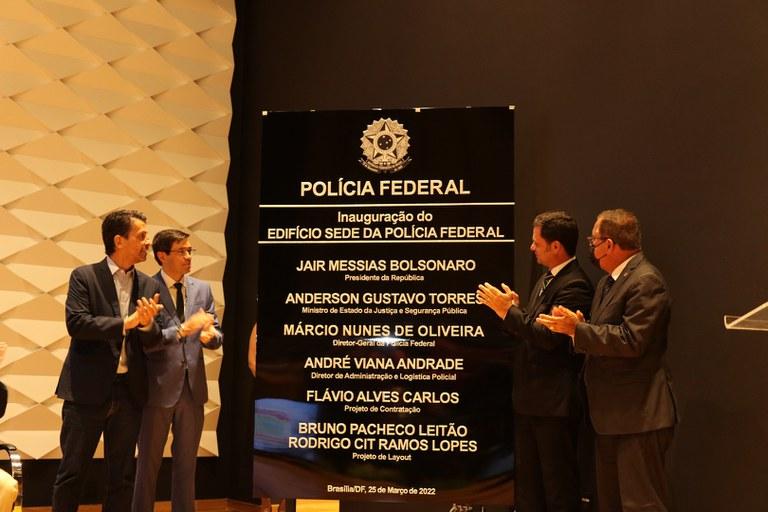 POLÍCIA FEDERAL
Inauguração do
EDIFÍCIO SEDE DA POLÍCIA FEDERAL
JAIR MESSIAS BOLSONARO
Presidente da República
ANDERSON GUSTAVO TORRES
Ministro de Estado da Justiça e Segurança Pública
MÁRCIO NUNES DE OLIVEIRA
Diretor-Geral da Polícia Federal
ANDRÉ VIANA ANDRADE
Diretor de Administração e Logística Policial
FLÁVIO ALVES CARLOS
Projeto de Contratação
BRUNO PACHECO LEITÃO
RODRIGO CIT RAMOS LOPES
Projeto de Layout
Brasília/DF, 25 de Março de 2022